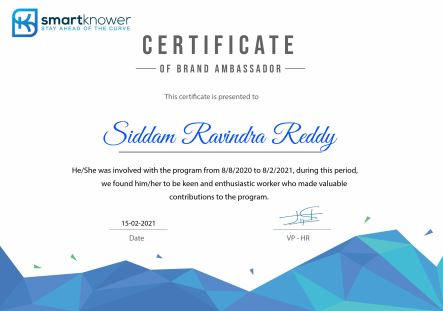 smartknower
STAY AHEAD OF THE CURVE
CERTIFICATE
OF BRAND AMBASSADOR
This certificate is presented to
Siddam Ravindra Reddy
He/She was involved with the program from 8/8/2020 to 8/2/2021, during this period,
we found him/her to be keen and enthusiastic worker who made valuable
contributions to the program.
15-02-2021
Date
VP - HR